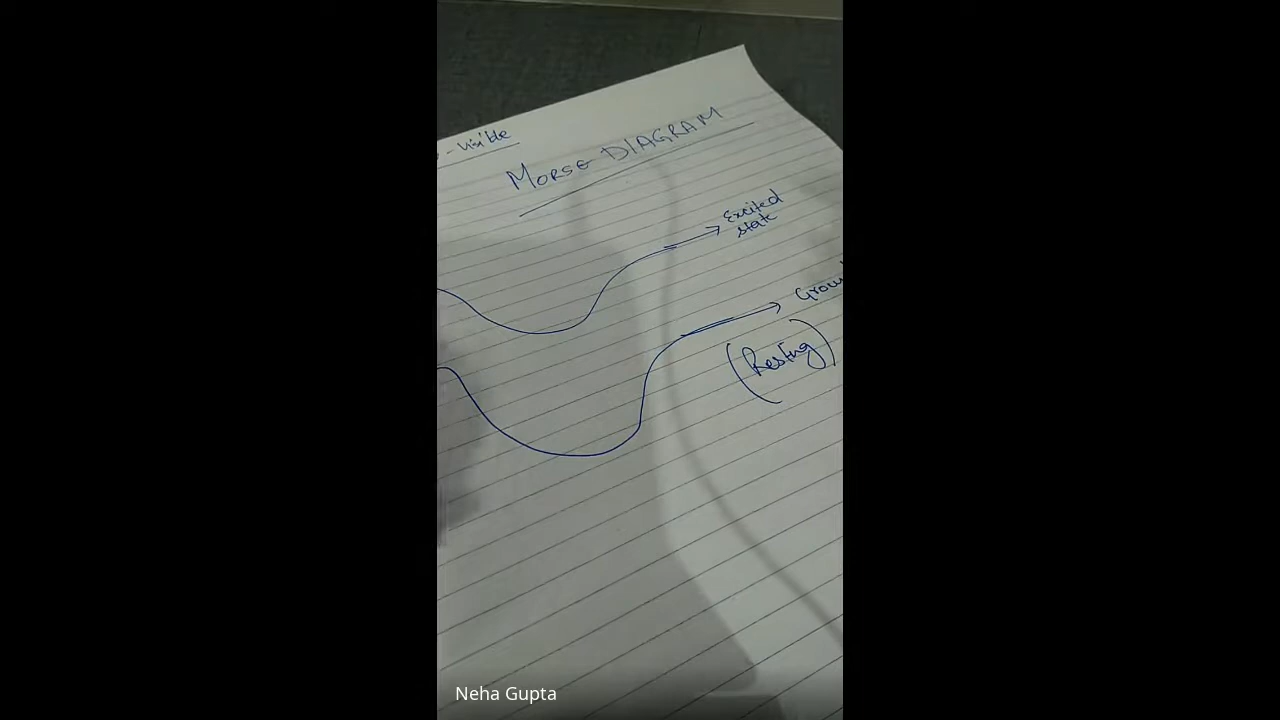 - Visible
MORSE DIAGRAM
Excited
state
(Resting)
Neha Gupta